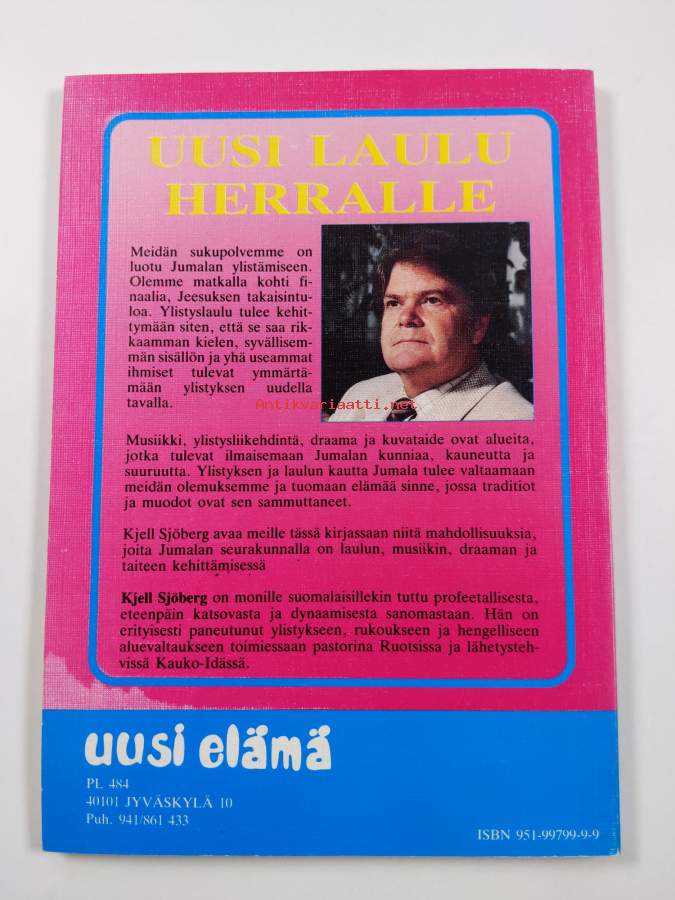 UUSI LAULU
HERRALLE
Meidän sukupolvemme on
luotu Jumalan ylistämiseen.
Olemme matkalla kohti fi-
naalia, Jeesuksen takaisintu-
loa. Ylistyslaulu tulee kehit-
tymään siten, että se saa rik-
kaamman kielen, syvällisem-
män sisällön ja yhä useammat
ihmiset tulevat ymmärtä-
mään ylistyksen uudella
tavalla.
Antikvariaatti.net
Musiikki, ylistysliikehdintä, draama ja kuvataide ovat alueita,
jotka tulevat ilmaisemaan Jumalan kunniaa, kauneutta ja
suuruutta. Ylistyksen ja laulun kautta Jumala tulee valtaamaan
meidän olemuksemme ja tuomaan elämää sinne, jossa traditiot
ja muodot ovat sen sammuttaneet.
Kjell Sjöberg avaa meille tässä kirjassaan niitä mahdollisuuksia,
joita Jumalan seurakunnalla on laulun, musiikin, draaman ja
taiteen kehittämisessä
Kjell Sjöberg on monille suomalaisillekin tuttu profeetallisesta,
eteenpäin katsovasta ja dynaamisesta sanomastaan. Hän on
erityisesti paneutunut ylistykseen, rukoukseen ja hengelliseen
aluevaltaukseen toimiessaan pastorina Ruotsissa ja lähetysteh-
vissä Kauko-Idässä.
uusi elämä
PL 484
40101 JYVÄSKYLÄ 10
Puh. 941/861 433
ISBN 951-99799-9-9